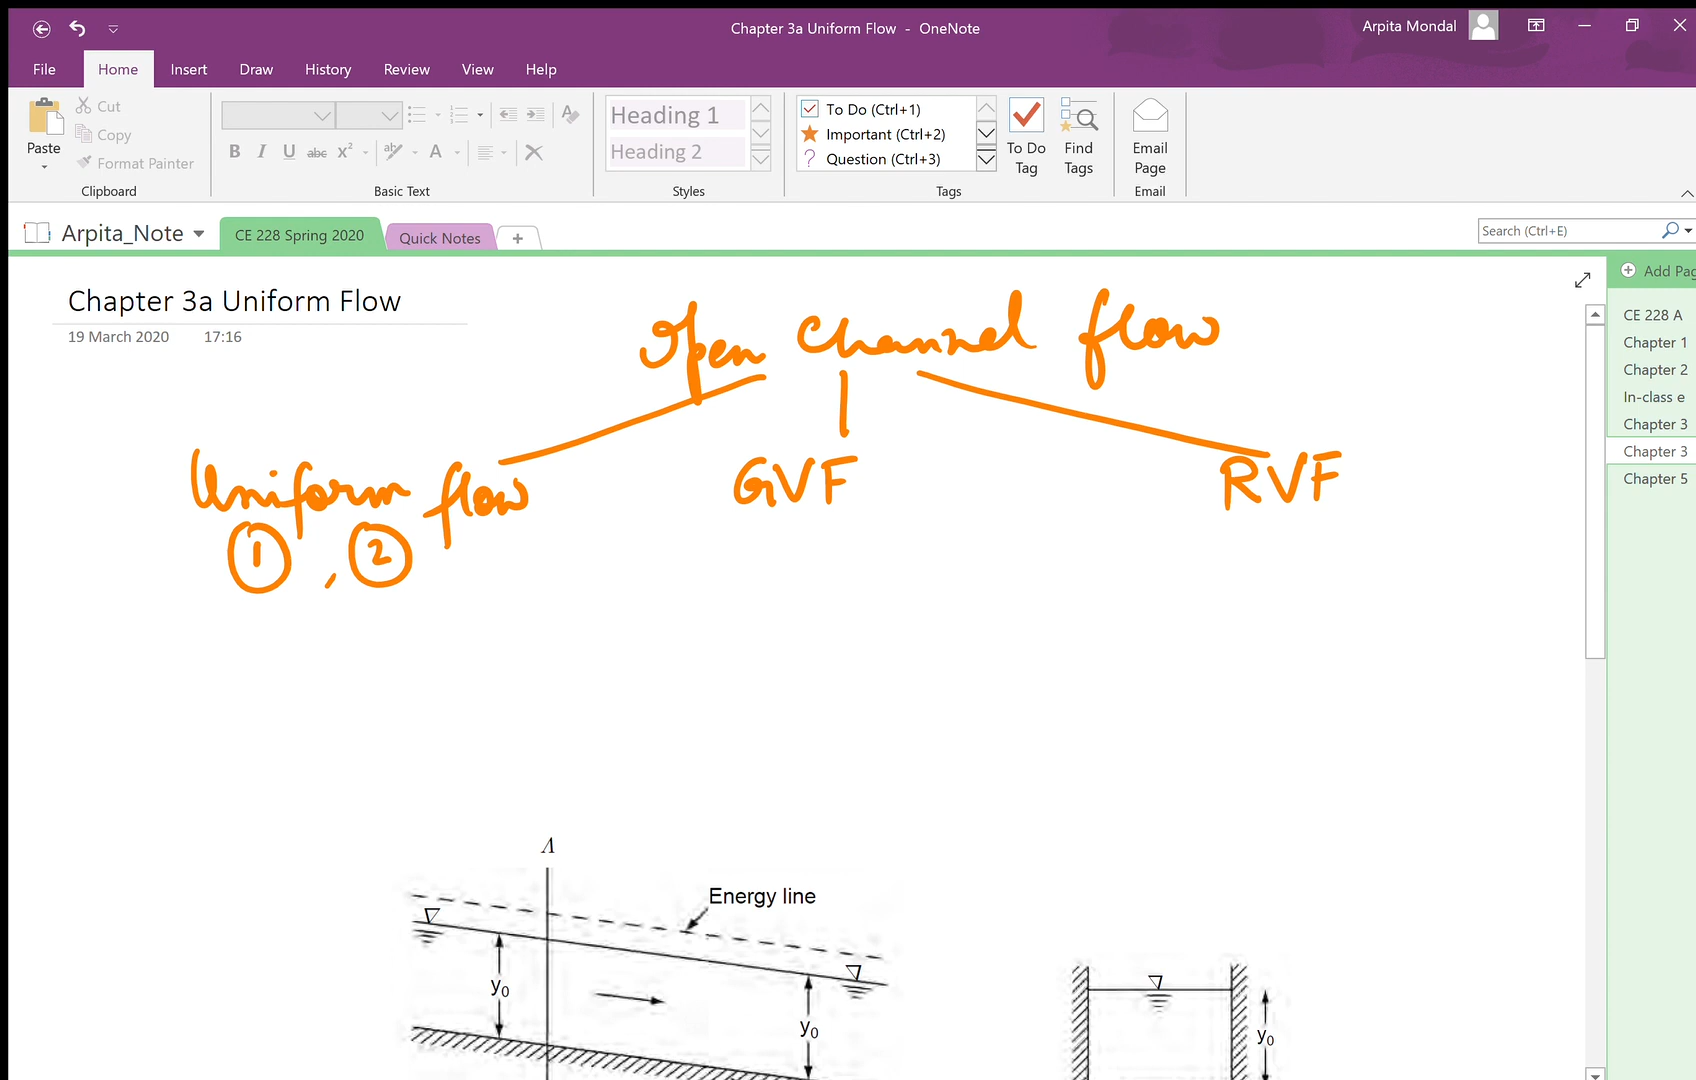 Chapter 3a Uniform Flow - OneNote
Arpita Mondal
File Home Insert Draw History Review View Help
Paste
Cut
Copy
Format Painter
Clipboard
B I U abc X² A
Basic Text
Heading 1
Heading 2
Styles
To Do (Ctrl+1)
Important (Ctrl+2)
Question (Ctrl+3)
To Do Tag
Find Tags
Tags
Email Page
Email
Arpita_Note
CE 228 Spring 2020
Quick Notes
+
Search (Ctrl+E)
Add Pag
Chapter 3a Uniform Flow
19 March 2020 17:16
CE 228 A
Chapter 1
Chapter 2
In-class e
Chapter 3
Chapter 3
Chapter 5
Open Channel flow
Uniform flow GVF RVF
1 , 2
Energy line
y₀
y₀
y₀